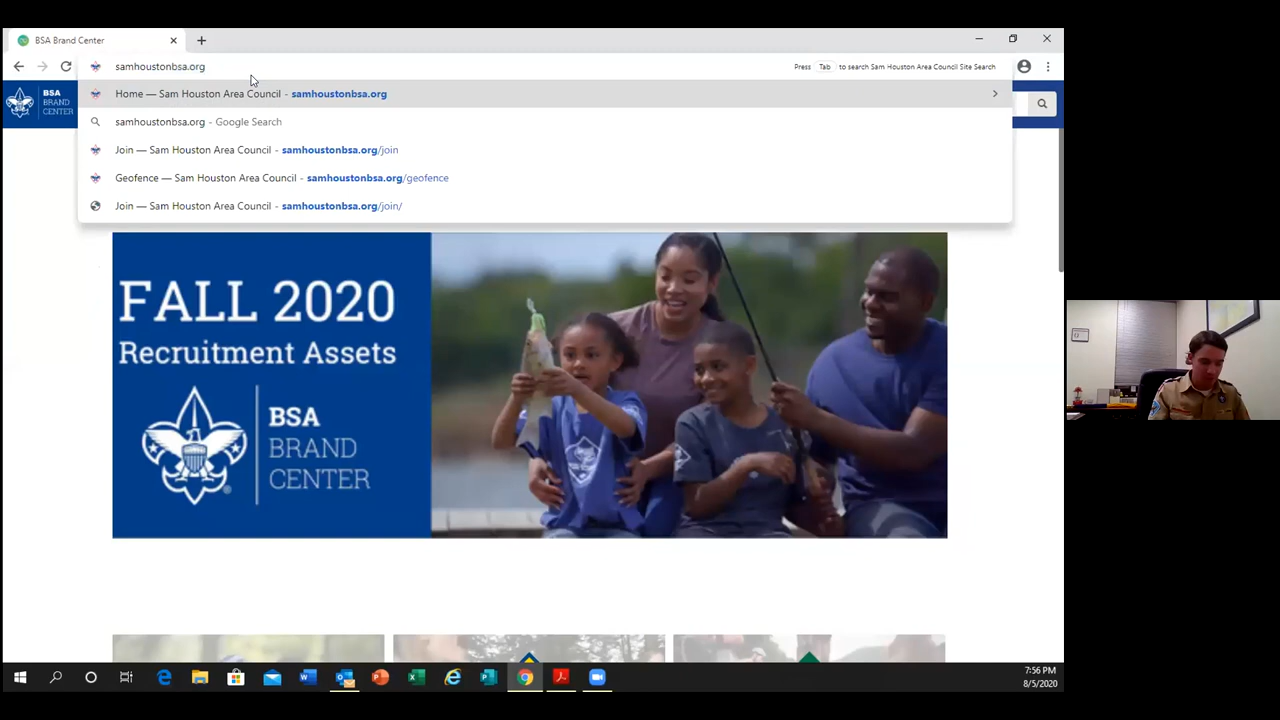 BSA Brand Center
samhoustonbsa.org
Press Tab to search Sam Houston Area Council Site Search
Home — Sam Houston Area Council - samhoustonbsa.org
samhoustonbsa.org - Google Search
Join — Sam Houston Area Council - samhoustonbsa.org/join
Geofence — Sam Houston Area Council - samhoustonbsa.org/geofence
Join — Sam Houston Area Council - samhoustonbsa.org/join/
BSA
BRAND
CENTER
FALL 2020
Recruitment Assets
BSA
BRAND
CENTER
7:56 PM
8/5/2020